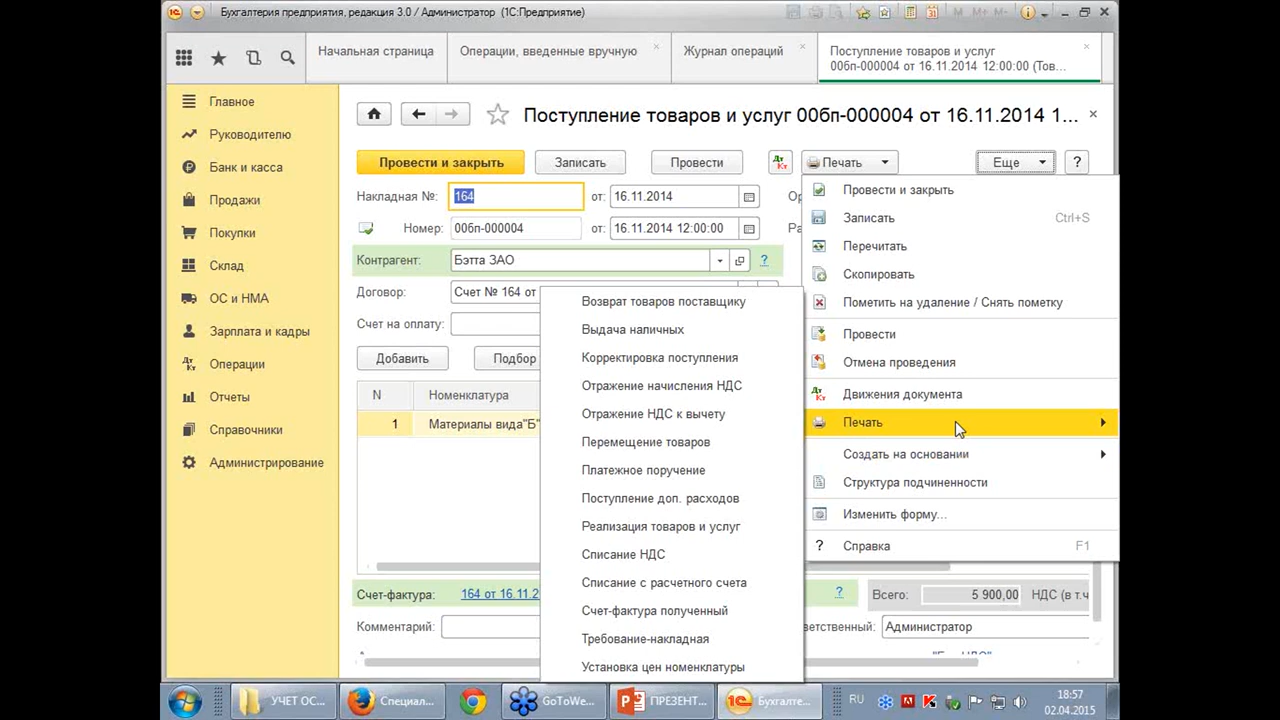 Бухгалтерия предприятия, редакция 3.0 / Администратор (1С:Предприятие)
M M+ M-
Начальная страница
Операции, введенные вручную
Журнал операций
Поступление товаров и услуг
00бп-000004 от 16.11.2014 12:00:00 (Тов...
Главное
Руководителю
Банк и касса
Продажи
Покупки
Склад
ОС и НМА
Зарплата и кадры
Операции
Отчеты
Справочники
Администрирование
Поступление товаров и услуг 00бп-000004 от 16.11.2014 1...
Провести и закрыть
Записать
Провести
Печать
Еще
?
Накладная №: 164 от: 16.11.2014 Ор
Номер: 00бп-000004 от: 16.11.2014 12:00:00 Ра
Контрагент: Бэтта ЗАО ?
Договор: Счет № 164 от
Счет на оплату:
Добавить
Подбор
N Номенклатура
1 Материалы вида"Б"
Возврат товаров поставщику
Выдача наличных
Корректировка поступления
Отражение начисления НДС
Отражение НДС к вычету
Перемещение товаров
Платежное поручение
Поступление доп. расходов
Реализация товаров и услуг
Списание НДС
Списание с расчетного счета
Счет-фактура полученный
Требование-накладная
Установка цен номенклатуры
Провести и закрыть
Записать Ctrl+S
Перечитать
Скопировать
Пометить на удаление / Снять пометку
Провести
Отмена проведения
Движения документа
Печать
Создать на основании
Структура подчиненности
Изменить форму...
? Справка F1
Счет-фактура: 164 от 16.11.2 ? Всего: 5 900,00 НДС (в т.ч
Комментарий: ветственный: Администратор
УЧЕТ ОС...
Специал...
GoToWe...
ПРЕЗЕНТ...
Бухгалте...
RU
18:57
02.04.2015